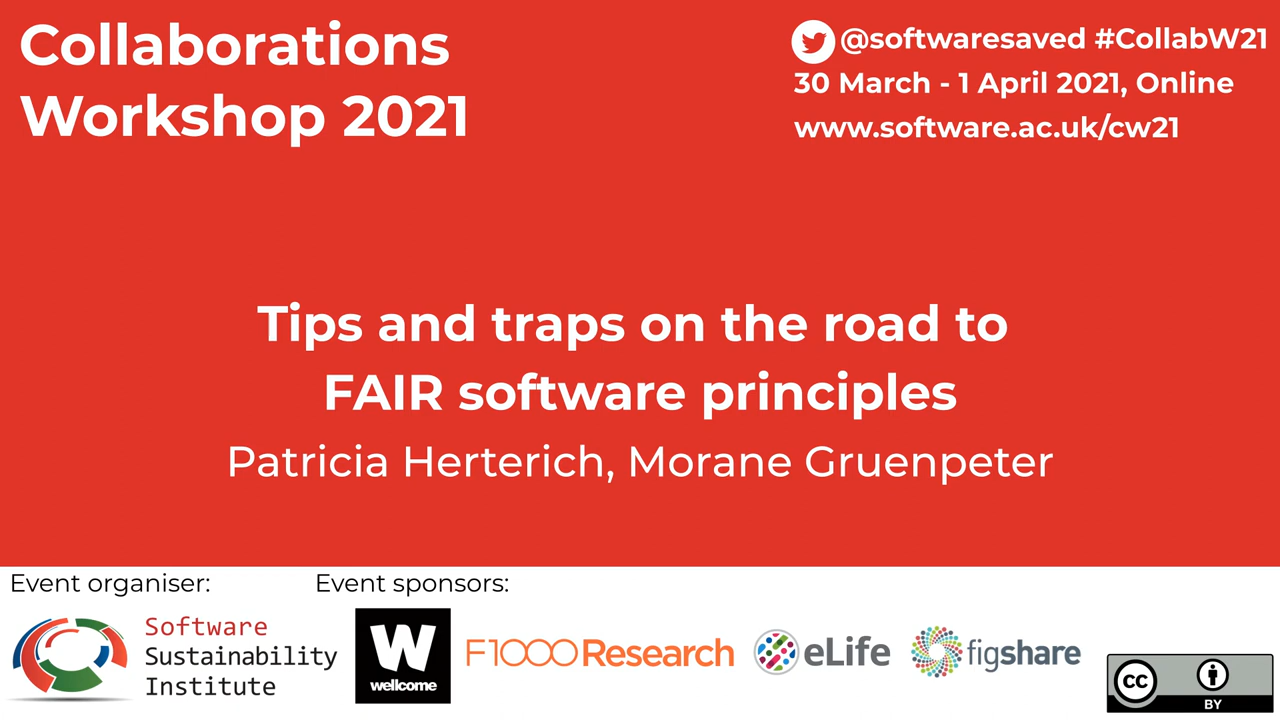 Collaborations
Workshop 2021
@softwaresaved #CollabW21
30 March - 1 April 2021, Online
www.software.ac.uk/cw21
Tips and traps on the road to
FAIR software principles
Patricia Herterich, Morane Gruenpeter
Event organiser:
Event sponsors:
Software
Sustainability
Institute
W
wellcome
F1000Research
eLife
figshare
cc
BY